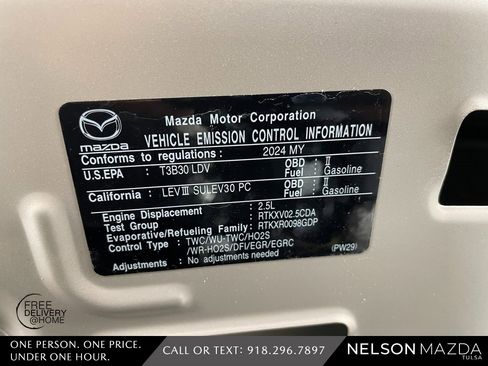 mazda
Mazda Motor Corporation
VEHICLE EMISSION CONTROL INFORMATION
Conforms to regulations: 2024 MY
U.S.EPA : T3B30 LDV OBD : II
Fuel : Gasoline
California : LEV III SULEV30 PC OBD : II
Fuel : Gasoline
Engine Displacement : 2.5L
Test Group : RTKXV02.5CDA
Evaporative/Refueling Family: RTKXR0098GDP
Control Type : TWC/WU-TWC/HO2S
/WR-HO2S/DFI/EGR/EGRC
Adjustments: No adjustments needed (PW29)
FREE
DELIVERY
@HOME
ONE PERSON. ONE PRICE.
UNDER ONE HOUR.
CALL OR TEXT: 918.296.7897
NELSON MAZDA
TULSA